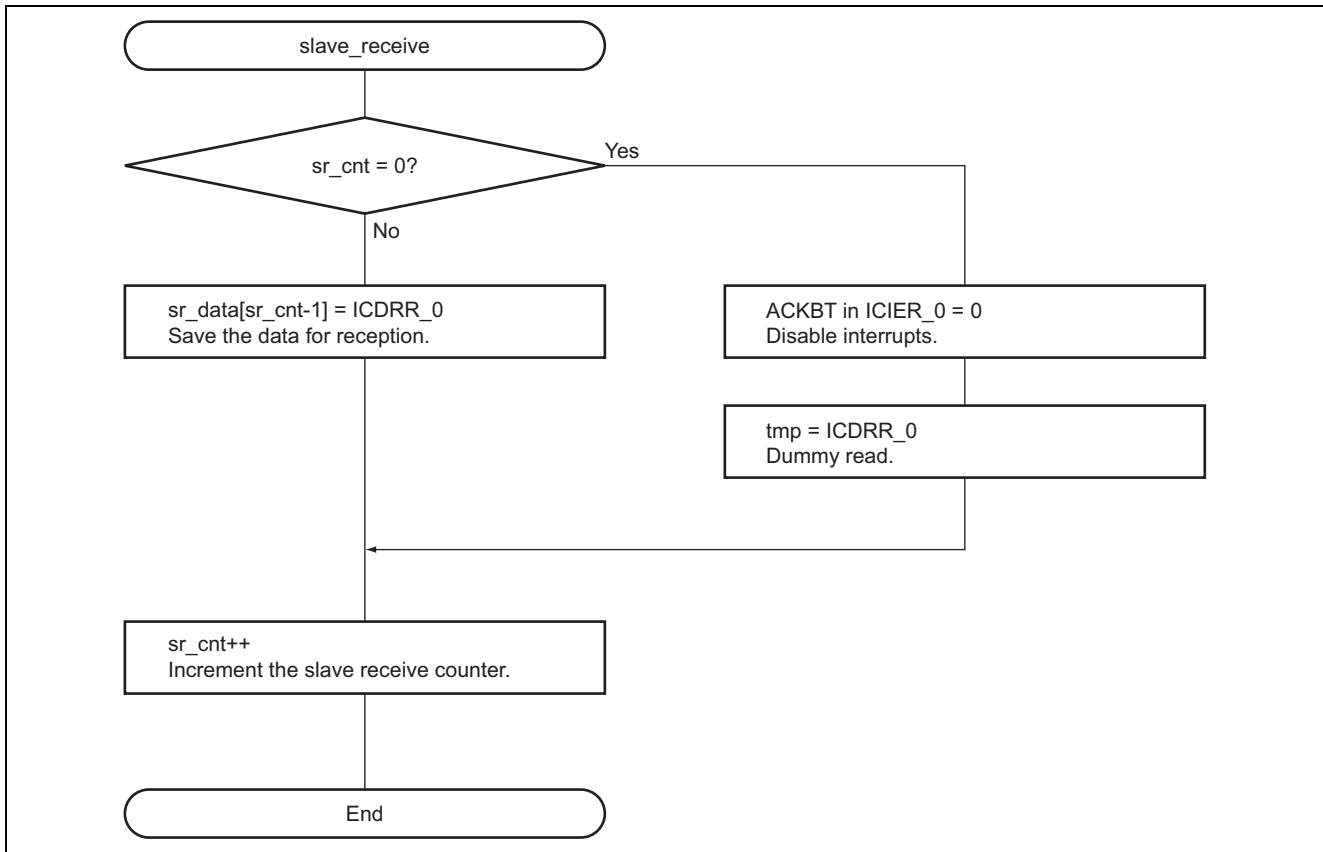 slave_receive
sr_cnt = 0?
Yes
No
sr_data[sr_cnt-1] = ICDRR_0
Save the data for reception.
ACKBT in ICIER_0 = 0
Disable interrupts.
tmp = ICDRR_0
Dummy read.
sr_cnt++
Increment the slave receive counter.
End